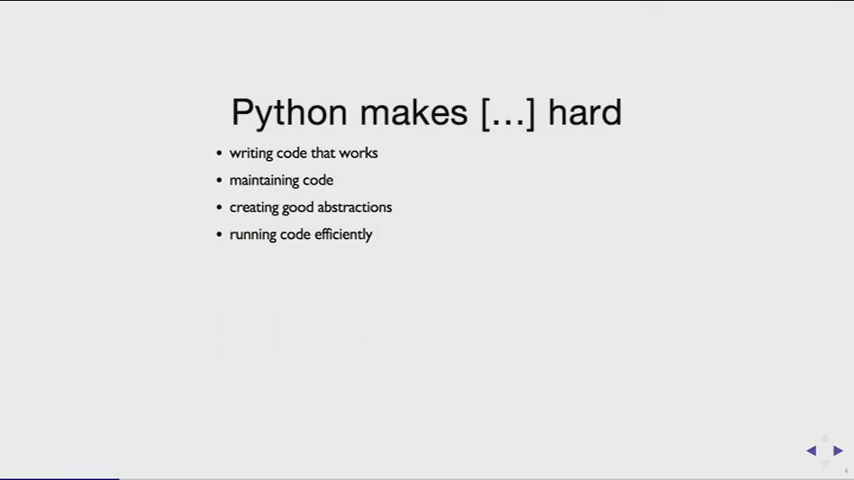 Python makes […] hard
• writing code that works
• maintaining code
• creating good abstractions
• running code efficiently